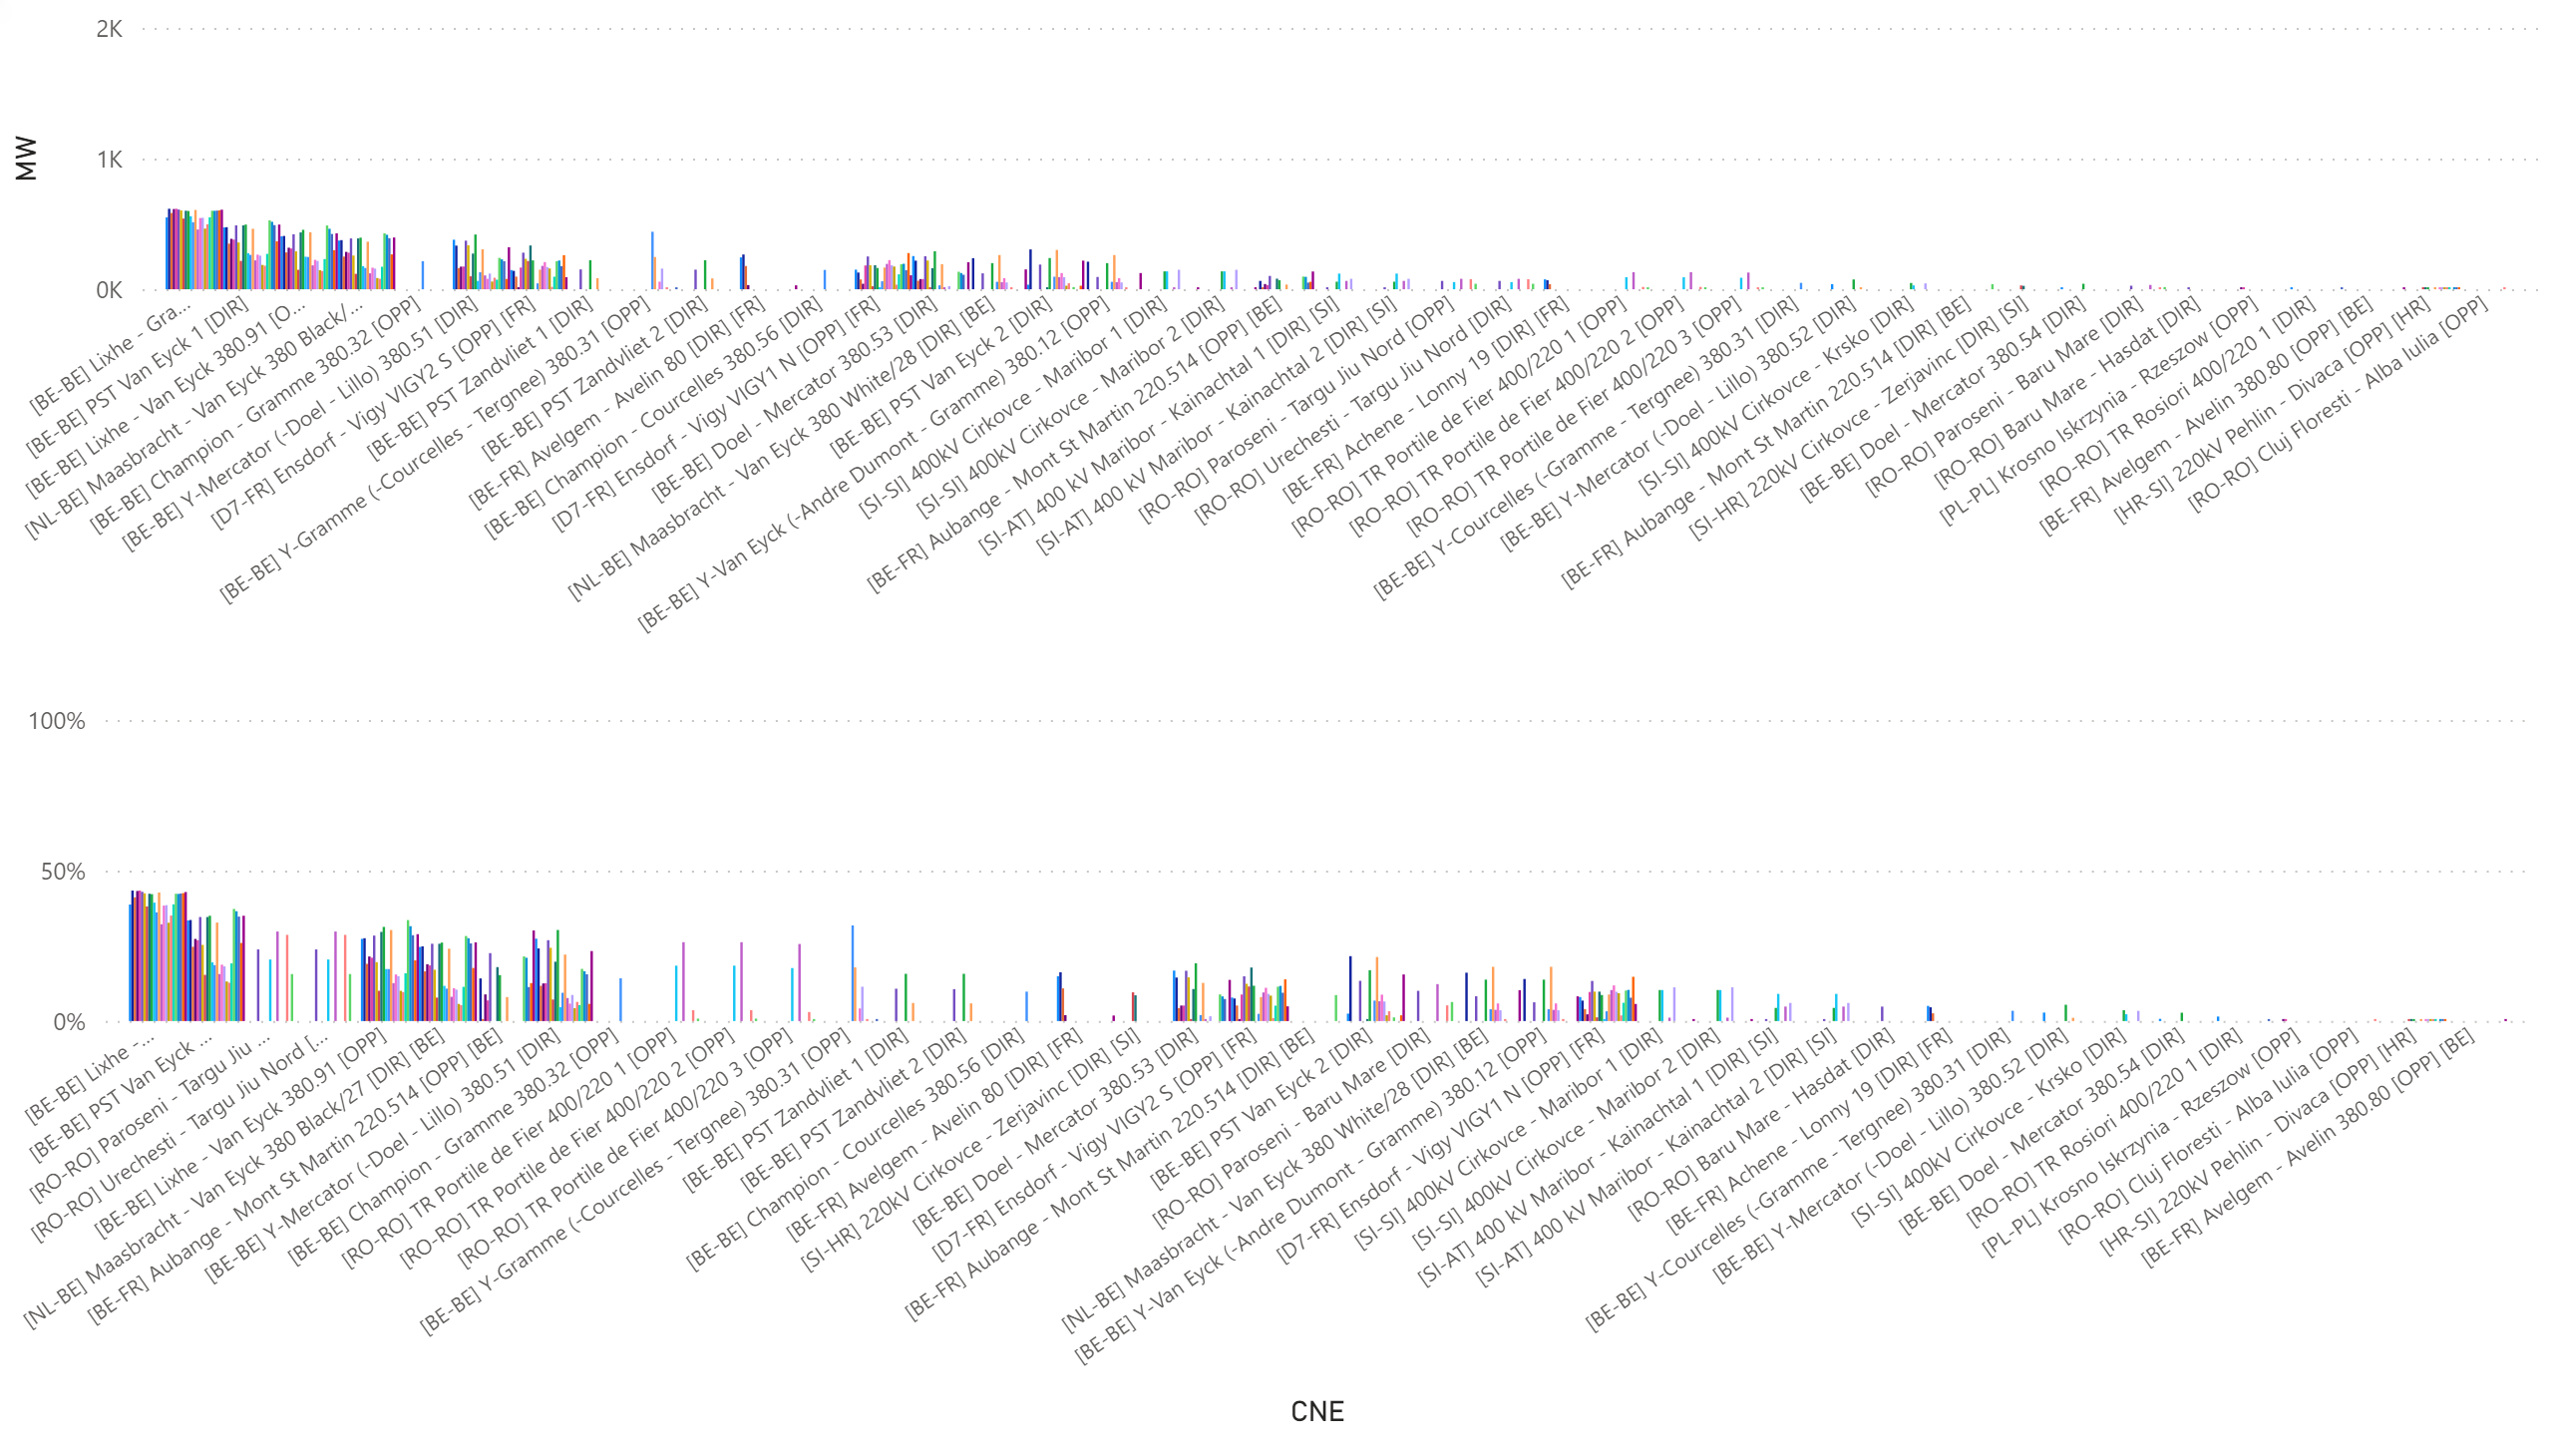 2K
1K
0K
MW
[BE-BE] Lixhe - Gra...
[BE-BE] PST Van Eyck 1 [DIR]
[BE-BE] Lixhe - Van Eyck 380.91 [O...
[NL-BE] Maasbracht - Van Eyck 380 Black/...
[BE-BE] Champion - Gramme 380.32 [OPP]
[BE-BE] Y-Mercator (-Doel - Lillo) 380.51 [DIR]
[D7-FR] Ensdorf - Vigy VIGY2 S [OPP] [FR]
[BE-BE] PST Zandvliet 1 [DIR]
[BE-BE] Y-Gramme (-Courcelles - Tergnee) 380.31 [OPP]
[BE-BE] PST Zandvliet 2 [DIR]
[BE-FR] Avelgem - Avelin 80 [DIR] [FR]
[BE-BE] Champion - Courcelles 380.56 [DIR]
[D7-FR] Ensdorf - Vigy VIGY1 N [OPP] [FR]
[BE-BE] Doel - Mercator 380.53 [DIR]
[NL-BE] Maasbracht - Van Eyck 380 White/28 [DIR] [BE]
[BE-BE] PST Van Eyck 2 [DIR]
[BE-BE] Y-Van Eyck (-Andre Dumont - Gramme) 380.12 [OPP]
[SI-SI] 400kV Cirkovce - Maribor 1 [DIR]
[SI-SI] 400kV Cirkovce - Maribor 2 [DIR]
[BE-FR] Aubange - Mont St Martin 220.514 [OPP] [BE]
[SI-AT] 400 kV Maribor - Kainachtal 1 [DIR] [SI]
[SI-AT] 400 kV Maribor - Kainachtal 2 [DIR] [SI]
[RO-RO] Paroseni - Targu Jiu Nord [OPP]
[RO-RO] Urechesti - Targu Jiu Nord [DIR]
[BE-FR] Achene - Lonny 19 [DIR] [FR]
[RO-RO] TR Portile de Fier 400/220 1 [OPP]
[RO-RO] TR Portile de Fier 400/220 2 [OPP]
[RO-RO] TR Portile de Fier 400/220 3 [OPP]
[BE-BE] Y-Courcelles (-Gramme - Tergnee) 380.31 [DIR]
[BE-BE] Y-Mercator (-Doel - Lillo) 380.52 [DIR]
[SI-SI] 400kV Cirkovce - Krsko [DIR]
[BE-FR] Aubange - Mont St Martin 220.514 [DIR] [BE]
[SI-HR] 220kV Cirkovce - Zerjavinc [DIR] [SI]
[BE-BE] Doel - Mercator 380.54 [DIR]
[RO-RO] Paroseni - Baru Mare [DIR]
[RO-RO] Baru Mare - Hasdat [DIR]
[PL-PL] Krosno Iskrzynia - Rzeszow [OPP]
[RO-RO] TR Rosiori 400/220 1 [DIR]
[BE-FR] Avelgem - Avelin 380.80 [OPP] [BE]
[HR-SI] 220kV Pehlin - Divaca [OPP] [HR]
[RO-RO] Cluj Floresti - Alba Iulia [OPP]
100%
50%
0%
[BE-BE] Lixhe -...
[BE-BE] PST Van Eyck ...
[RO-RO] Paroseni - Targu Jiu ...
[RO-RO] Urechesti - Targu Jiu Nord [...
[BE-BE] Lixhe - Van Eyck 380.91 [OPP]
[NL-BE] Maasbracht - Van Eyck 380 Black/27 [DIR] [BE]
[BE-FR] Aubange - Mont St Martin 220.514 [OPP] [BE]
[BE-BE] Y-Mercator (-Doel - Lillo) 380.51 [DIR]
[BE-BE] Champion - Gramme 380.32 [OPP]
[RO-RO] TR Portile de Fier 400/220 1 [OPP]
[RO-RO] TR Portile de Fier 400/220 2 [OPP]
[RO-RO] TR Portile de Fier 400/220 3 [OPP]
[BE-BE] Y-Gramme (-Courcelles - Tergnee) 380.31 [OPP]
[BE-BE] PST Zandvliet 1 [DIR]
[BE-BE] PST Zandvliet 2 [DIR]
[BE-BE] Champion - Courcelles 380.56 [DIR]
[BE-FR] Avelgem - Avelin 80 [DIR] [FR]
[SI-HR] 220kV Cirkovce - Zerjavinc [DIR] [SI]
[BE-BE] Doel - Mercator 380.53 [DIR]
[D7-FR] Ensdorf - Vigy VIGY2 S [OPP] [FR]
[BE-FR] Aubange - Mont St Martin 220.514 [DIR] [BE]
[BE-BE] PST Van Eyck 2 [DIR]
[RO-RO] Paroseni - Baru Mare [DIR]
[NL-BE] Maasbracht - Van Eyck 380 White/28 [DIR] [BE]
[BE-BE] Y-Van Eyck (-Andre Dumont - Gramme) 380.12 [OPP]
[D7-FR] Ensdorf - Vigy VIGY1 N [OPP] [FR]
[SI-SI] 400kV Cirkovce - Maribor 1 [DIR]
[SI-SI] 400kV Cirkovce - Maribor 2 [DIR]
[SI-AT] 400 kV Maribor - Kainachtal 1 [DIR] [SI]
[SI-AT] 400 kV Maribor - Kainachtal 2 [DIR] [SI]
[RO-RO] Baru Mare - Hasdat [DIR]
[BE-FR] Achene - Lonny 19 [DIR] [FR]
[BE-BE] Y-Courcelles (-Gramme - Tergnee) 380.31 [DIR]
[BE-BE] Y-Mercator (-Doel - Lillo) 380.52 [DIR]
[SI-SI] 400kV Cirkovce - Krsko [DIR]
[BE-BE] Doel - Mercator 380.54 [DIR]
[RO-RO] TR Rosiori 400/220 1 [DIR]
[PL-PL] Krosno Iskrzynia - Rzeszow [OPP]
[RO-RO] Cluj Floresti - Alba Iulia [OPP]
[HR-SI] 220kV Pehlin - Divaca [OPP] [HR]
[BE-FR] Avelgem - Avelin 380.80 [OPP] [BE]
CNE